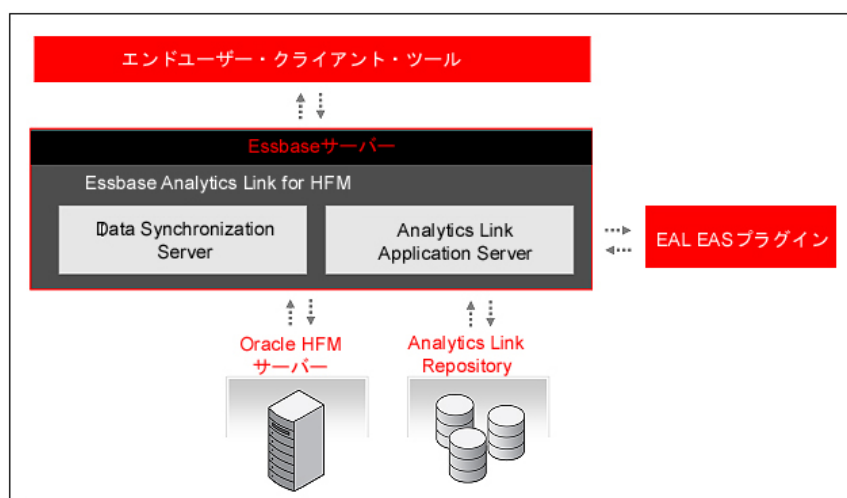 エンドユーザー・クライアント・ツール
Essbaseサーバー
Essbase Analytics Link for HFM
Data Synchronization
Server
Analytics Link
Application Server
EAL EASプラグイン
Oracle HFM
サーバー
Analytics Link
Repository